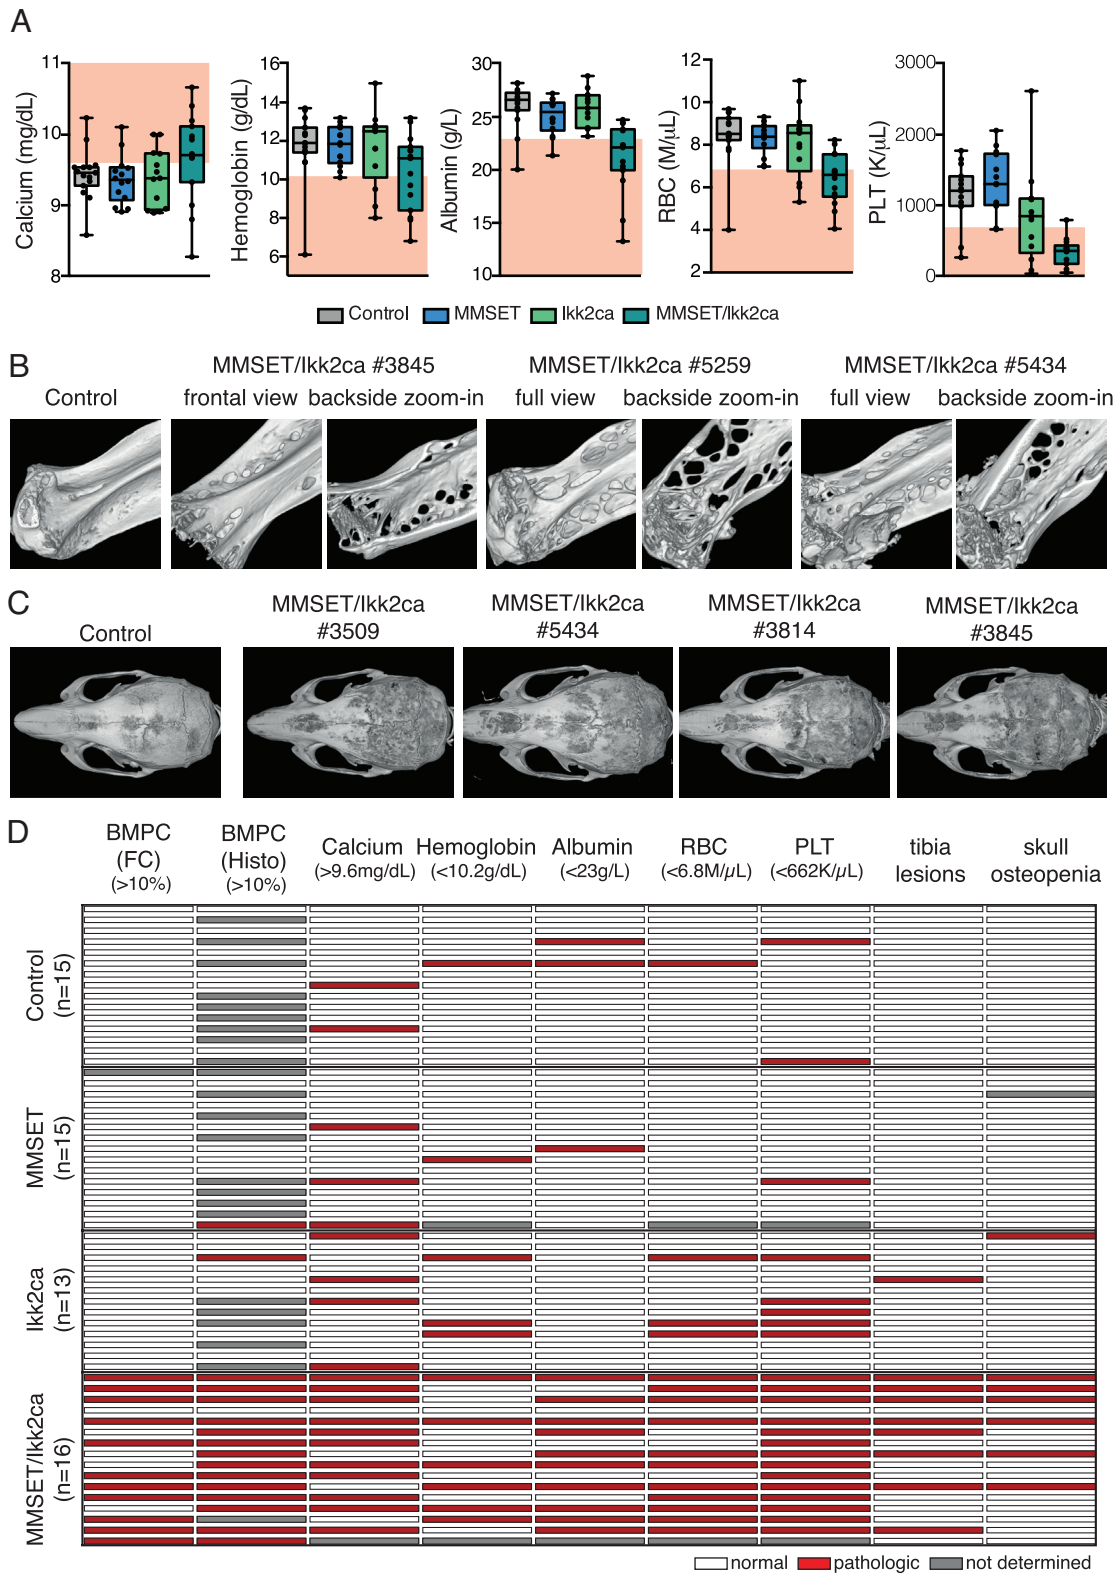 A
Calcium (mg/dL)
11
10
9
8
Hemoglobin (g/dL)
16
14
12
10
8
6
Albumin (g/L)
30
25
20
15
10
RBC (M/μL)
12
10
8
6
4
2
PLT (K/μL)
3000
2000
1000
0
Control MMSET Ikk2ca MMSET/Ikk2ca
B
MMSET/Ikk2ca #3845 MMSET/Ikk2ca #5259 MMSET/Ikk2ca #5434
Control frontal view backside zoom-in full view backside zoom-in full view backside zoom-in
C
MMSET/Ikk2ca MMSET/Ikk2ca MMSET/Ikk2ca MMSET/Ikk2ca
Control #3509 #5434 #3814 #3845
D
BMPC (FC) (>10%)
BMPC (Histo) (>10%)
Calcium (>9.6mg/dL)
Hemoglobin (<10.2g/dL)
Albumin (<23g/L)
RBC (<6.8M/μL)
PLT (<662K/μL)
tibia lesions
skull osteopenia
Control (n=15)
MMSET (n=15)
Ikk2ca (n=13)
MMSET/Ikk2ca (n=16)
normal pathologic not determined